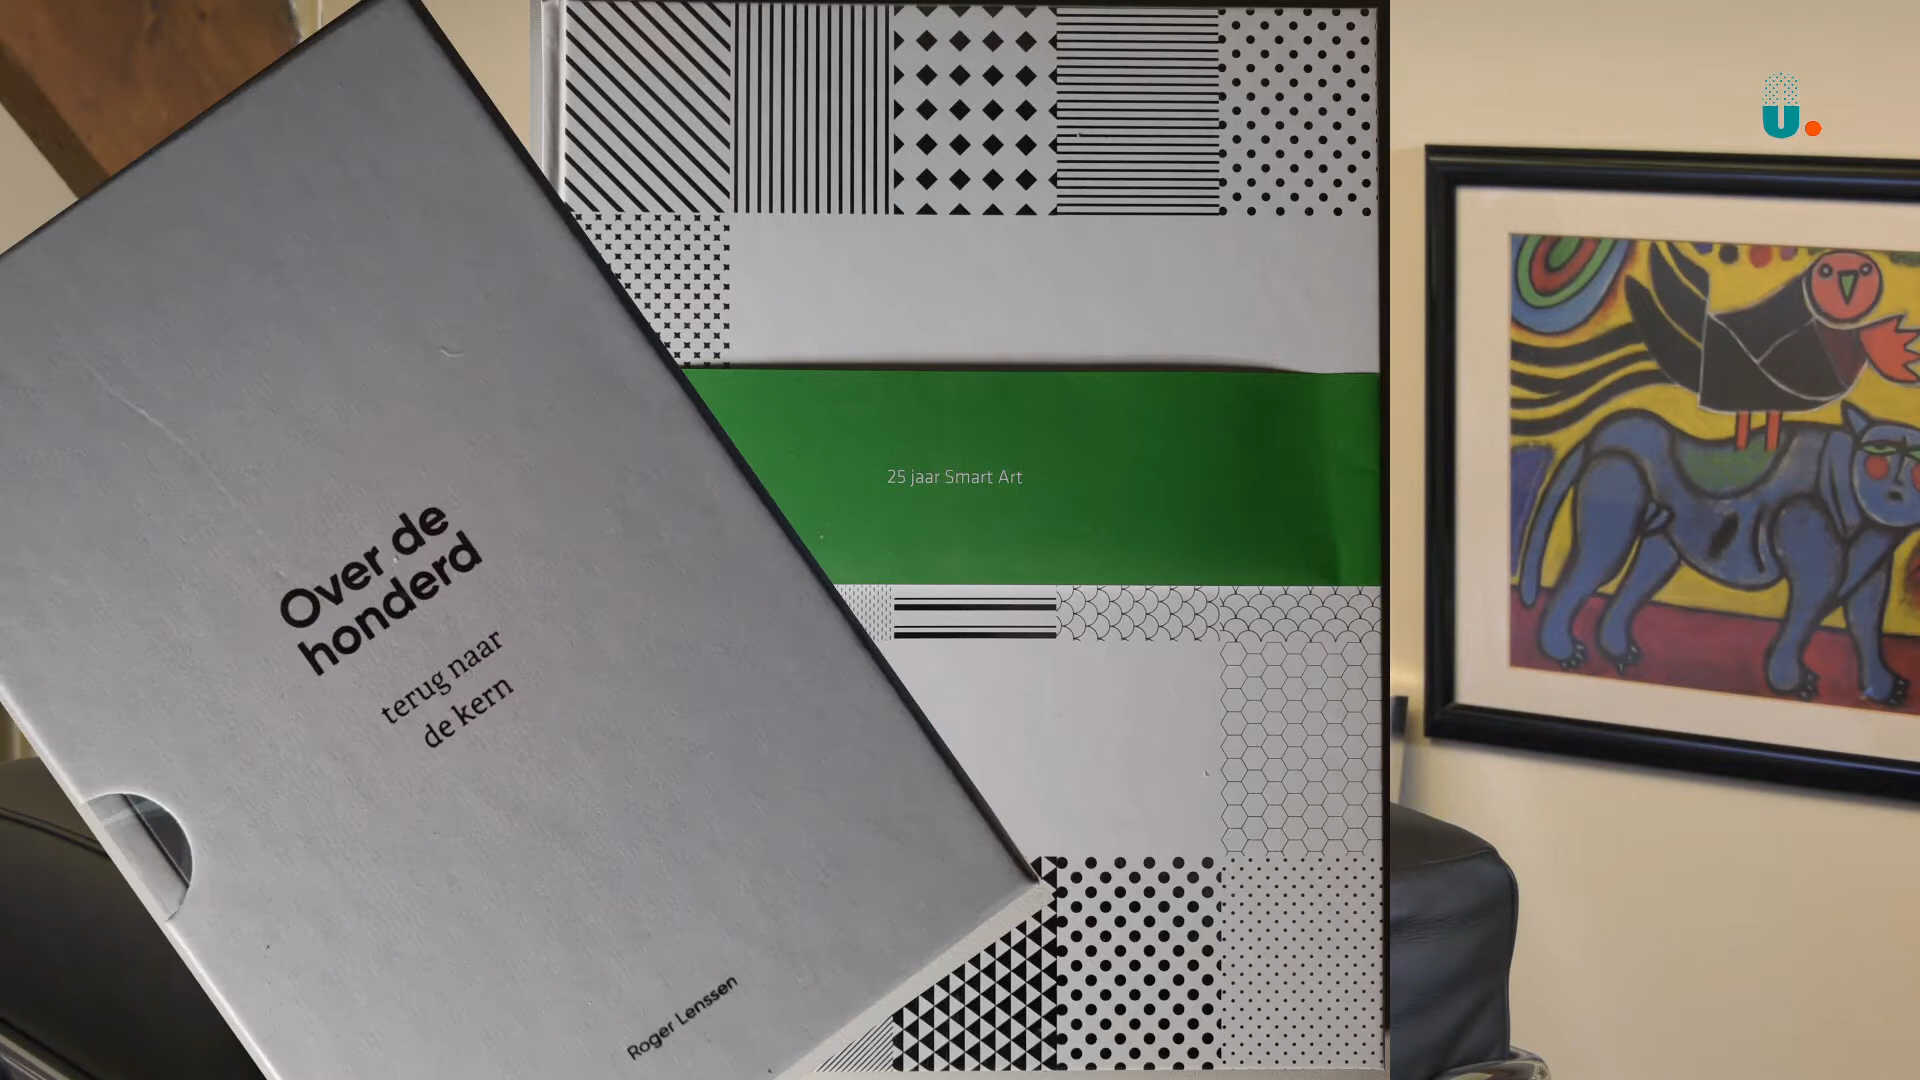 Over de
honderd
terug naar
de kern
Roger Lenssen
25 jaar Smart Art
U.